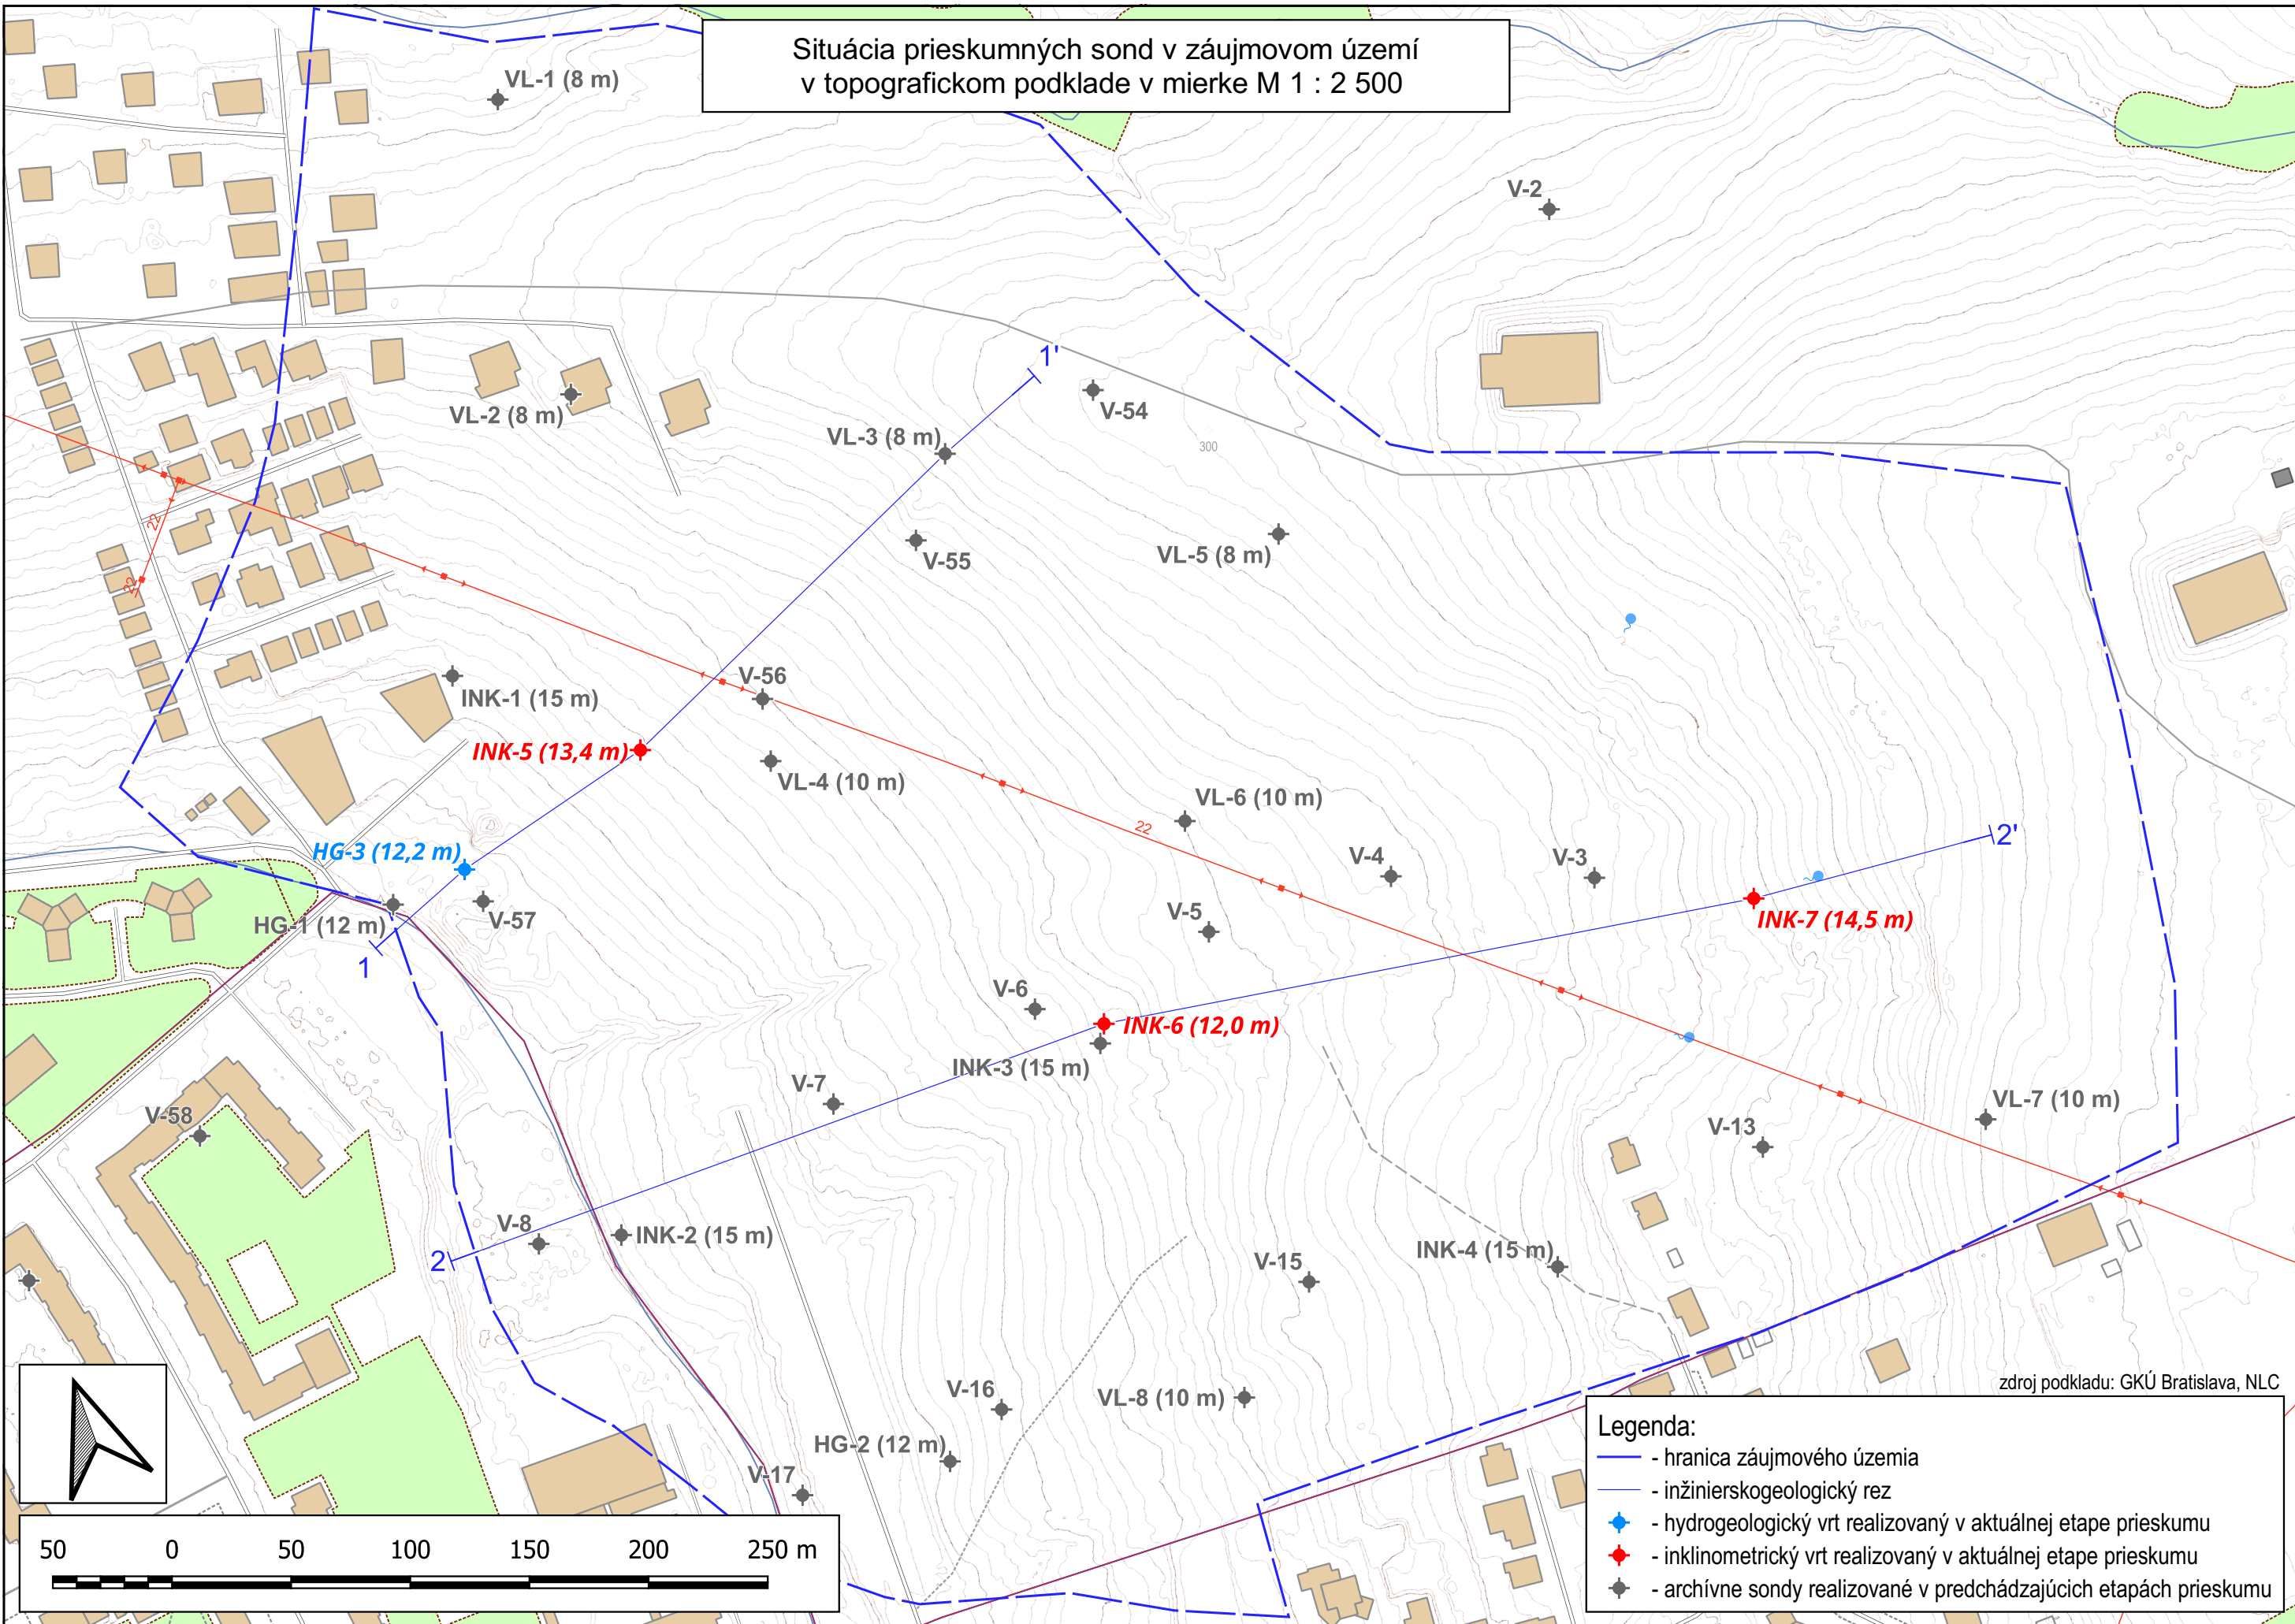 Situácia prieskumných sond v záujmovom území
v topografickom podklade v mierke M 1 : 2 500
VL-1 (8 m)
V-2
1'
VL-2 (8 m)
V-54
VL-3 (8 m)
300
22
V-55
VL-5 (8 m)
22
V-56
INK-1 (15 m)
INK-5 (13,4 m)
VL-4 (10 m)
VL-6 (10 m)
22
2'
HG-3 (12,2 m)
V-4
V-3
HG-1 (12 m)
V-57
V-5
INK-7 (14,5 m)
1
V-6
INK-6 (12,0 m)
INK-3 (15 m)
V-7
V-58
VL-7 (10 m)
V-13
V-8
INK-2 (15 m)
2
V-15
INK-4 (15 m)
V-16
VL-8 (10 m)
HG-2 (12 m)
V-17
zdroj podkladu: GKÚ Bratislava, NLC
Legenda:
- hranica záujmového územia
- inžinierskogeologický rez
- hydrogeologický vrt realizovaný v aktuálnej etape prieskumu
- inklinometrický vrt realizovaný v aktuálnej etape prieskumu
- archívne sondy realizované v predchádzajúcich etapách prieskumu
50 0 50 100 150 200 250 m